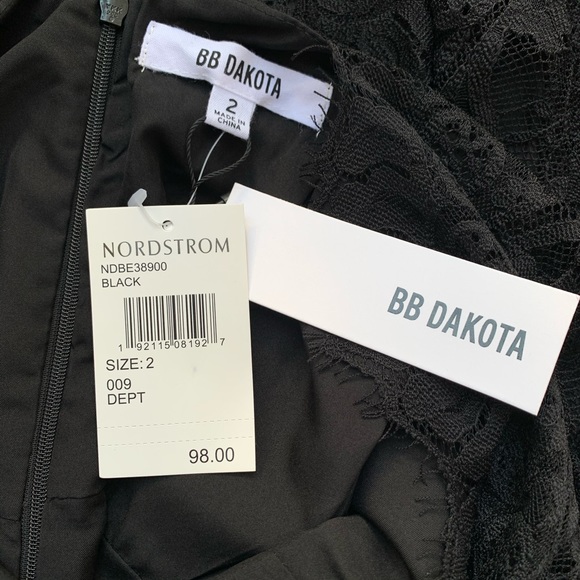 BB DAKOTA
2
MADE IN
CHINA
NORDSTROM
NDBE38900
BLACK
1 92115 08192 7
SIZE: 2
009
DEPT
98.00
BB DAKOTA